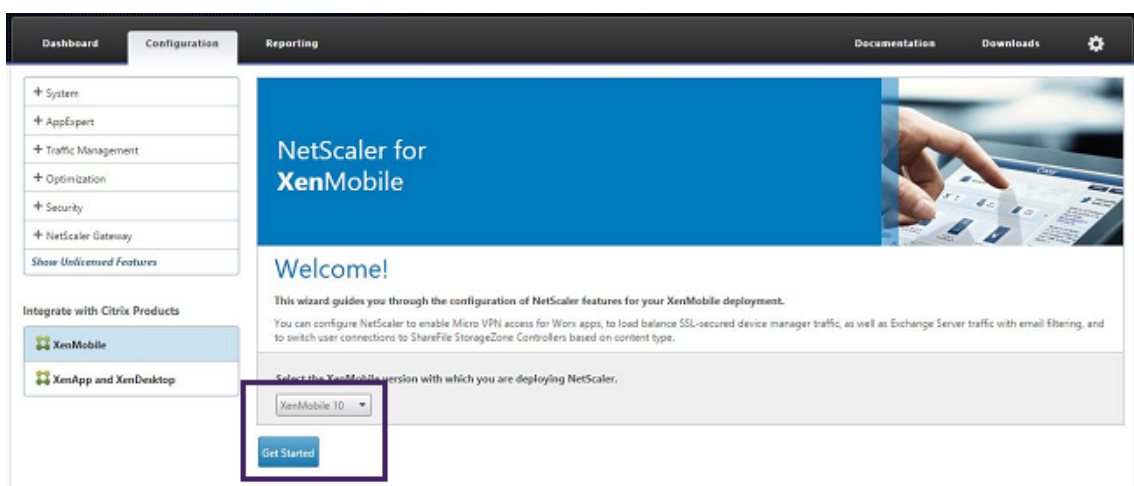 Dashboard
Configuration
Reporting
Documentation
Downloads
+ System
+ AppExpert
+ Traffic Management
+ Optimization
+ Security
+ NetScaler Gateway
Show Unlicensed Features
Integrate with Citrix Products
XenMobile
XenApp and XenDesktop
NetScaler for
XenMobile
Welcome!
This wizard guides you through the configuration of NetScaler features for your XenMobile deployment.
You can configure NetScaler to enable Micro VPN access for Worx apps, to load balance SSL-secured device manager traffic, as well as Exchange Server traffic with email filtering, and
to switch user connections to ShareFile StorageZone Controllers based on content type.
Select the XenMobile version with which you are deploying NetScaler.
XenMobile 10
Get Started